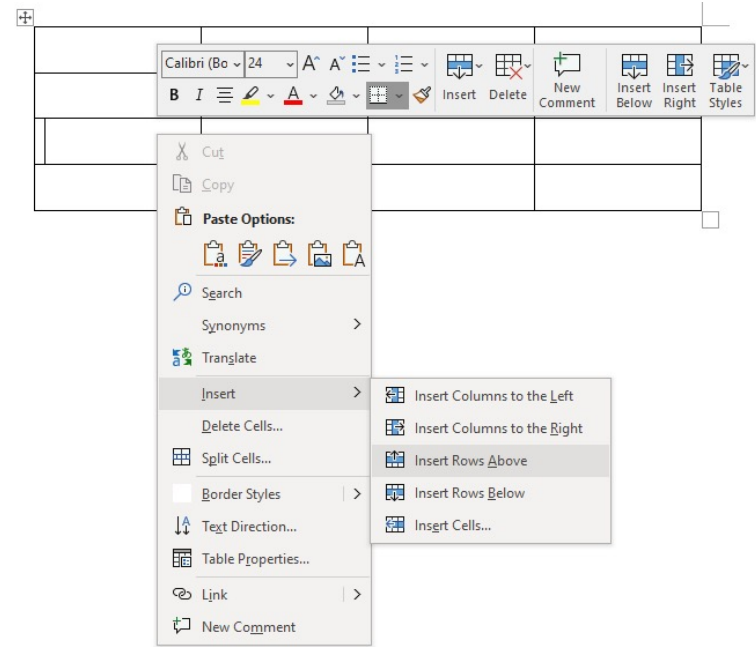 Calibri (Bo 24 A A
B I A Insert Delete New Comment Insert Below Insert Right Table Styles
Cut
Copy
Paste Options:
Search
Synonyms
Translate
Insert
Insert Columns to the Left
Delete Cells...
Insert Columns to the Right
Split Cells...
Insert Rows Above
Border Styles
Insert Rows Below
Text Direction...
Insert Cells...
Table Properties...
Link
New Comment